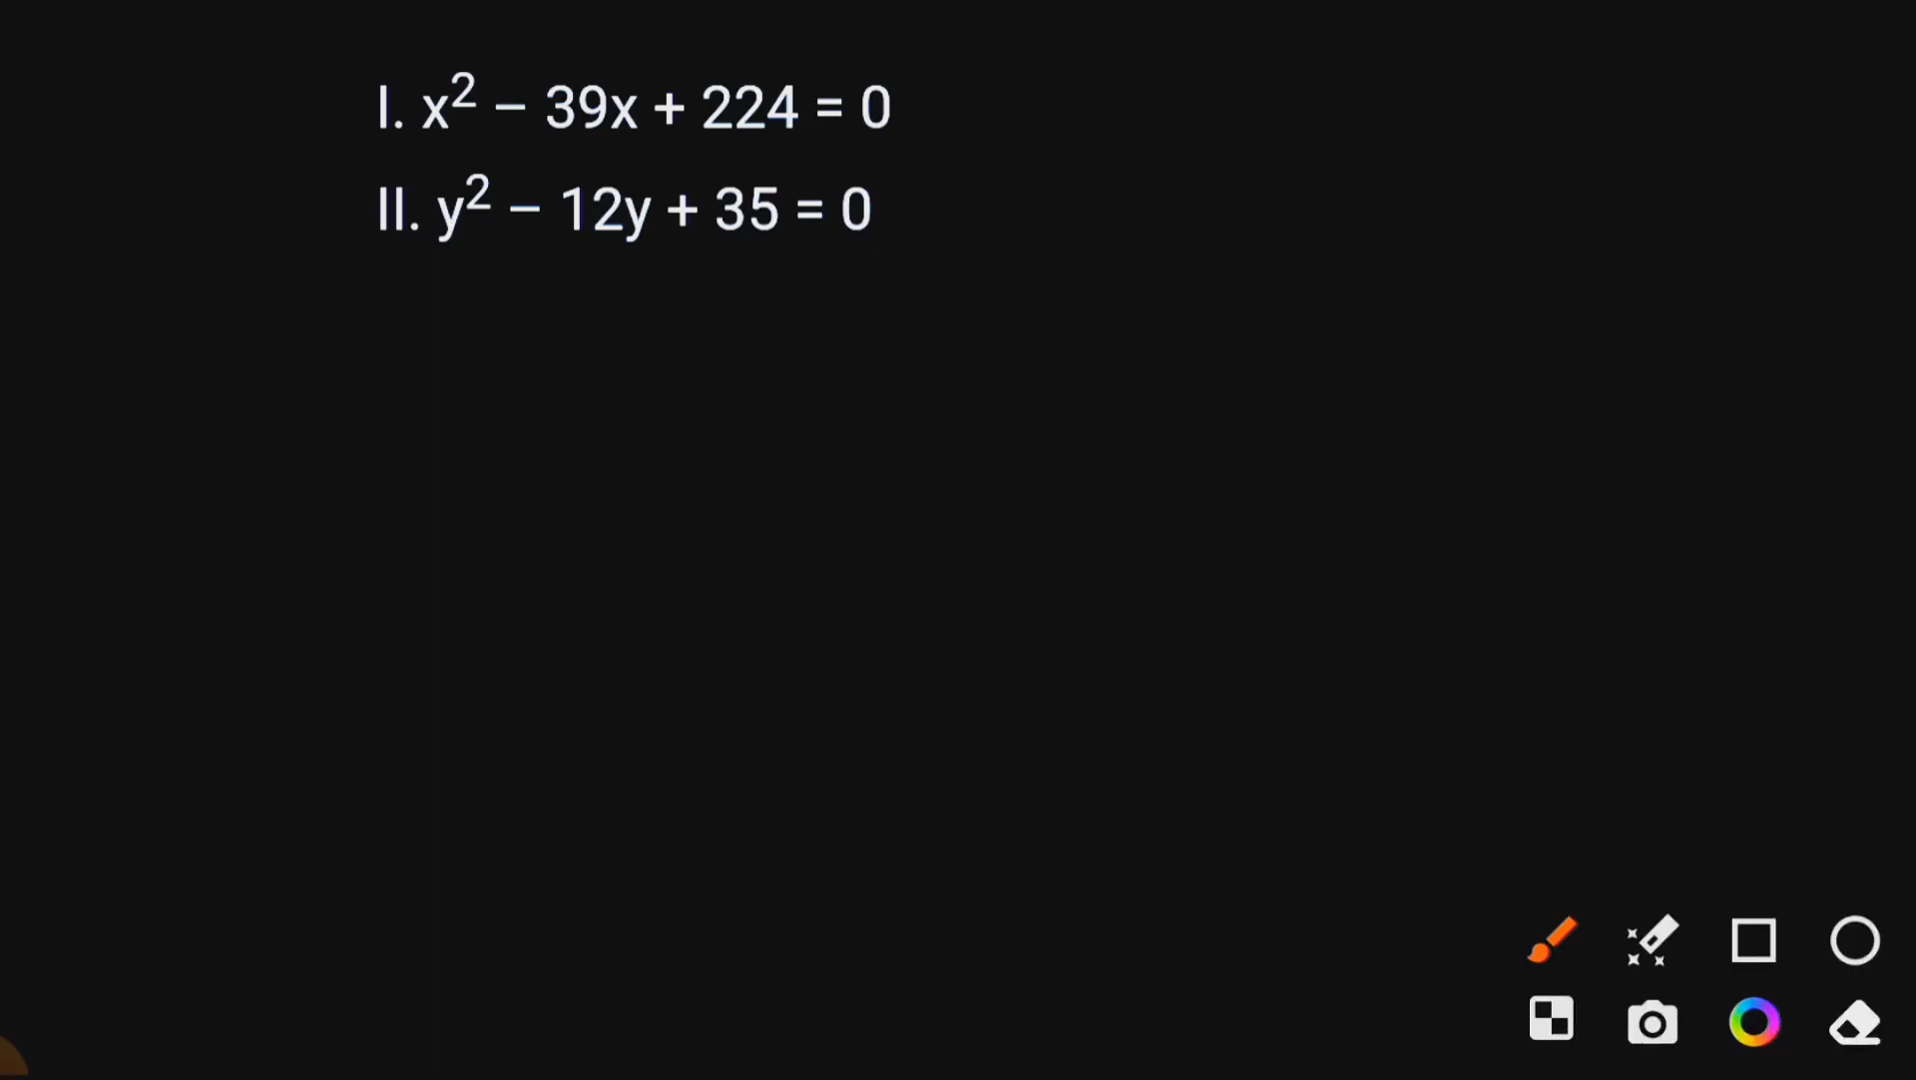 I. x² – 39x + 224 = 0
II. y² – 12y + 35 = 0